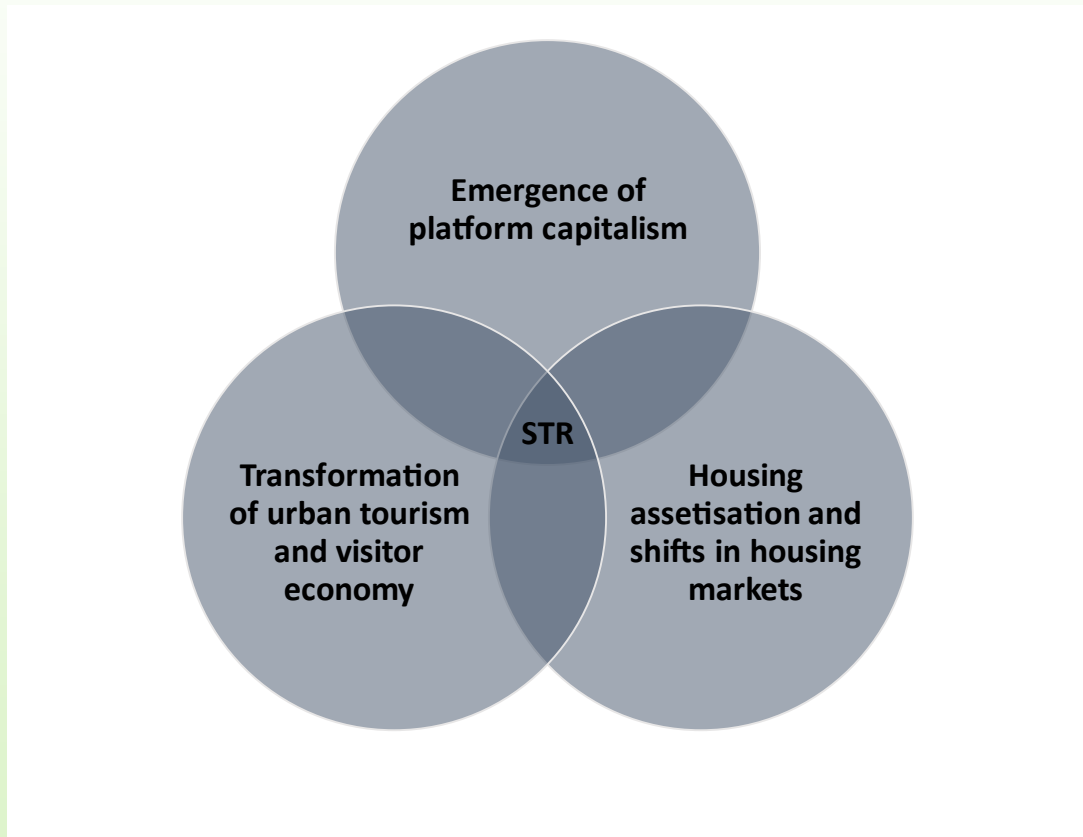 Emergence of
platform capitalism
STR
Transformation
of urban tourism
and visitor
economy
Housing
assetisation and
shifts in housing
markets